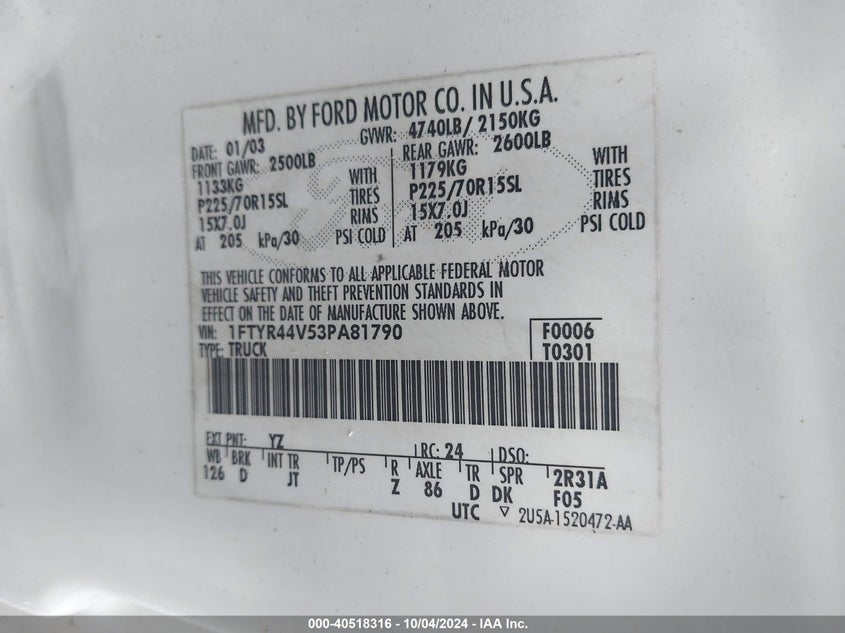 MFD. BY FORD MOTOR CO. IN U.S.A.
DATE: 01/03 GVWR: 4740LB/ 2150KG
FRONT GAWR: 2500LB REAR GAWR: 2600LB
1133KG WITH 1179KG WITH
P225/70R15SL TIRES P225/70R15SL TIRES
15X7.0J RIMS 15X7.0J RIMS
AT 205 kPa/30 PSI COLD AT 205 kPa/30 PSI COLD
THIS VEHICLE CONFORMS TO ALL APPLICABLE FEDERAL MOTOR
VEHICLE SAFETY AND THEFT PREVENTION STANDARDS IN
EFFECT ON THE DATE OF MANUFACTURE SHOWN ABOVE.
VIN: 1FTYR44V53PA81790 F0006
TYPE: TRUCK T0301
EXT PNT: YZ RC: 24 DSO:
WB BRK INT TR TP/PS R AXLE TR SPR 2R31A
126 D JT Z 86 D DK F05
UTC ▽ 2U5A-1520472-AA
000-40518316 - 10/04/2024 - IAA Inc.